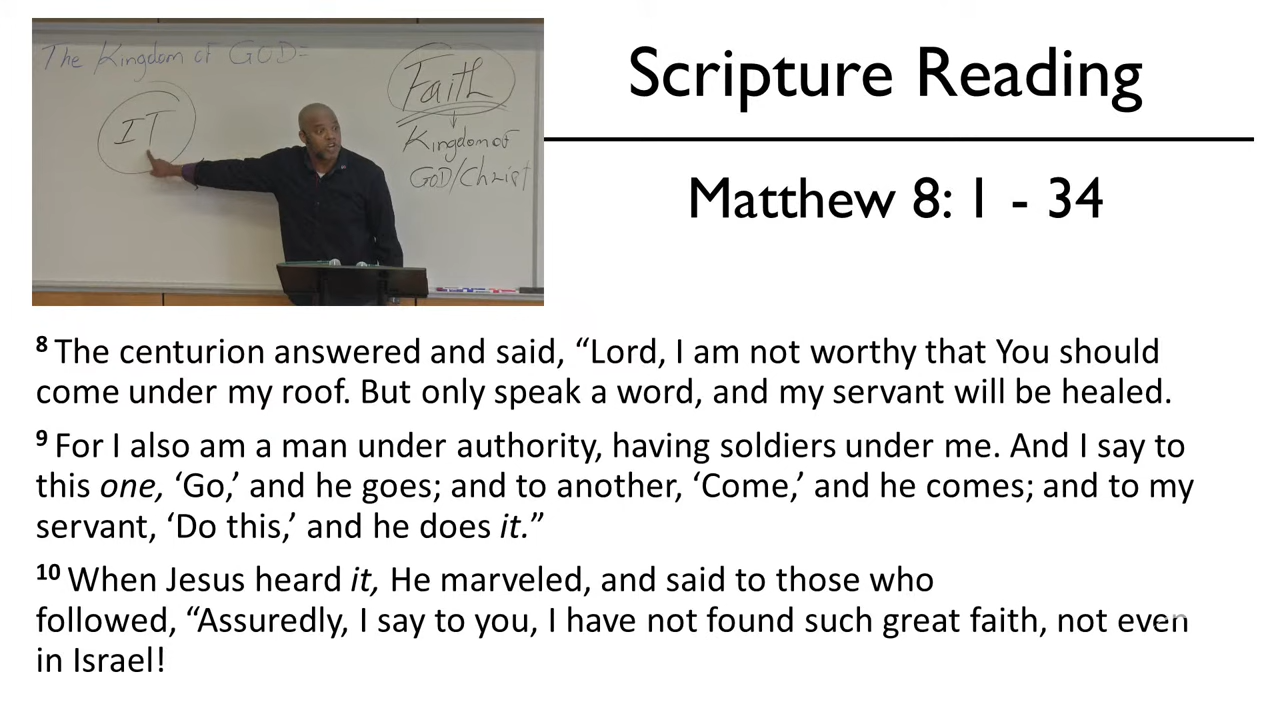 The Kingdom of GOD=
IT
Faith
Kingdom of
GOD/Christ
Scripture Reading
Matthew 8: 1 - 34
8 The centurion answered and said, “Lord, I am not worthy that You should
come under my roof. But only speak a word, and my servant will be healed.
9 For I also am a man under authority, having soldiers under me. And I say to
this one, ‘Go,’ and he goes; and to another, ‘Come,’ and he comes; and to my
servant, ‘Do this,’ and he does it.”
10 When Jesus heard it, He marveled, and said to those who
followed, “Assuredly, I say to you, I have not found such great faith, not even
in Israel!